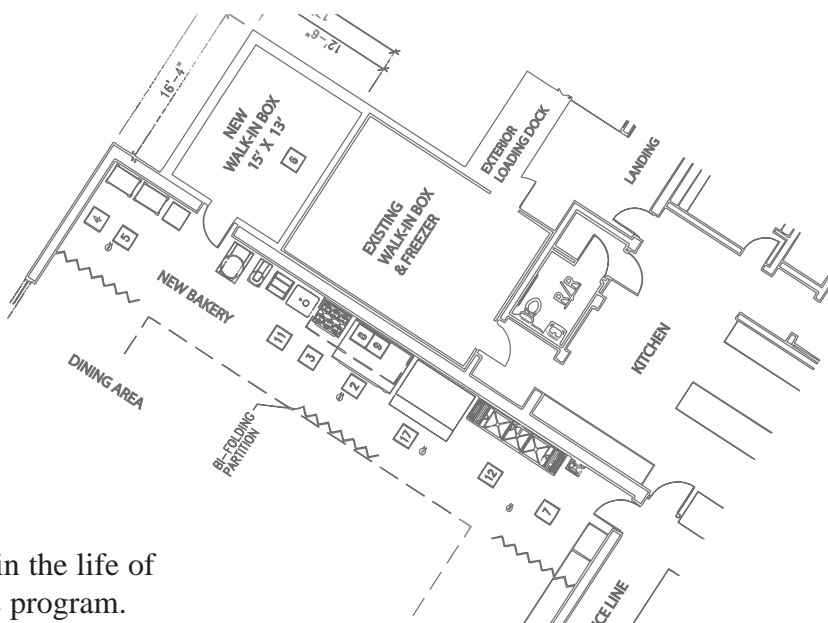 12'-6"
16'-4"
NEW
WALK-IN BOX
15' X 13'
6
EXTERIOR
LOADING DOCK
LANDING
4
5
EXISTING
WALK-IN BOX
& FREEZER
R/R
NEW BAKERY
KITCHEN
8
9
11
3
2
DINING AREA
BI-FOLDING
PARTITION
17
12
7
in the life of
program.
ICE LINE